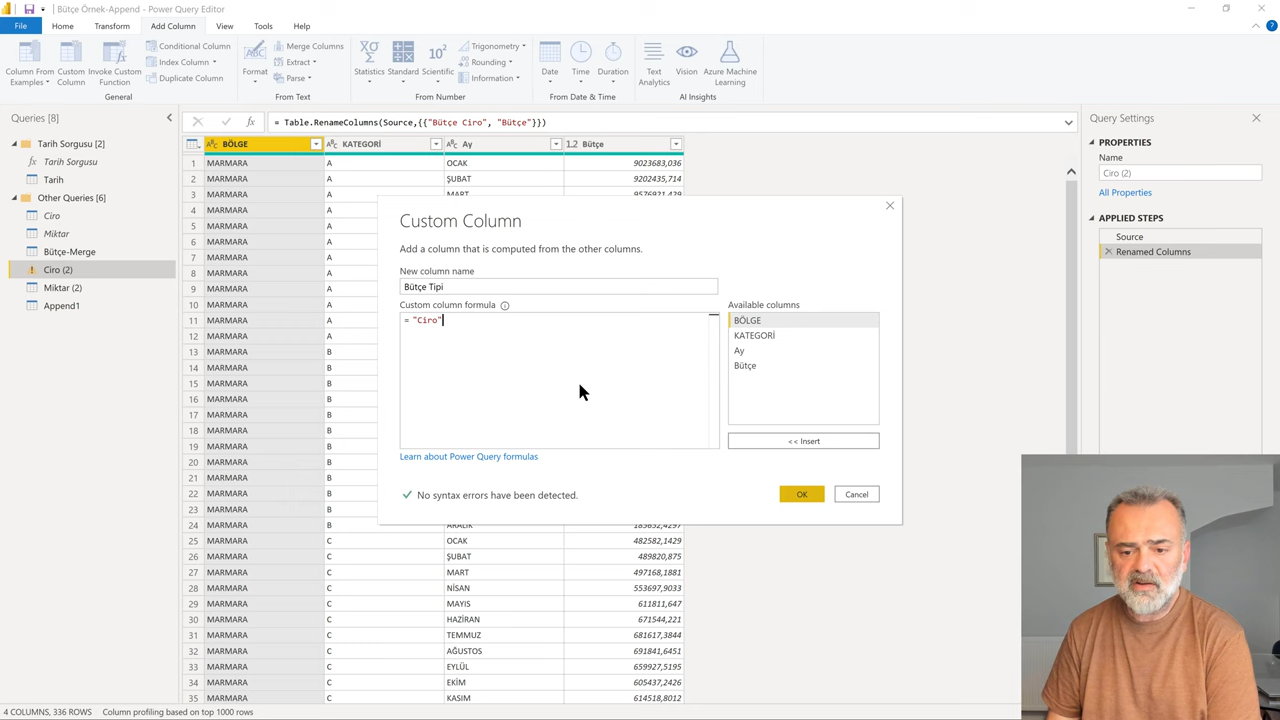 Bütçe Örnek-Append - Power Query Editor
File Home Transform Add Column View Tools Help
Column From Examples
Custom Column
Invoke Custom Function
Conditional Column
Index Column
Duplicate Column
General
Format
Merge Columns
Extract
Parse
From Text
Statistics
Standard
Scientific
Trigonometry
Rounding
Information
From Number
Date
Time
Duration
From Date & Time
Text Analytics
Vision
Azure Machine Learning
AI Insights
Queries [8]
Tarih Sorgusu [2]
Tarih Sorgusu
Tarih
Other Queries [6]
Ciro
Miktar
Bütçe-Merge
Ciro (2)
Miktar (2)
Append1
= Table.RenameColumns(Source,{{"Bütçe Ciro", "Bütçe"}})
BÖLGE KATEGORİ Ay 1.2 Bütçe
1 MARMARA A OCAK 9023683,036
2 MARMARA A ŞUBAT 9202435,714
3 MARMARA A MART 9576921,429
4 MARMARA A
5 MARMARA A
6 MARMARA A
7 MARMARA A
8 MARMARA A
9 MARMARA A
10 MARMARA A
11 MARMARA A
12 MARMARA A
13 MARMARA B
14 MARMARA B
15 MARMARA B
16 MARMARA B
17 MARMARA B
18 MARMARA B
19 MARMARA B
20 MARMARA B
21 MARMARA B
22 MARMARA B
23 MARMARA B
24 MARMARA B ARALIK 185652,4297
25 MARMARA C OCAK 482582,1429
26 MARMARA C ŞUBAT 489820,875
27 MARMARA C MART 497168,1881
28 MARMARA C NİSAN 553697,9033
29 MARMARA C MAYIS 611811,647
30 MARMARA C HAZİRAN 671544,221
31 MARMARA C TEMMUZ 681617,3844
32 MARMARA C AĞUSTOS 691841,6451
33 MARMARA C EYLÜL 659927,5195
34 MARMARA C EKİM 605437,2426
35 MARMARA C KASIM 614518,8012
Custom Column
Add a column that is computed from the other columns.
New column name
Bütçe Tipi
Custom column formula
= "Ciro"
Available columns
BÖLGE
KATEGORİ
Ay
Bütçe
<< Insert
Learn about Power Query formulas
No syntax errors have been detected.
OK Cancel
Query Settings
PROPERTIES
Name
Ciro (2)
All Properties
APPLIED STEPS
Source
Renamed Columns
4 COLUMNS, 336 ROWS Column profiling based on top 1000 rows